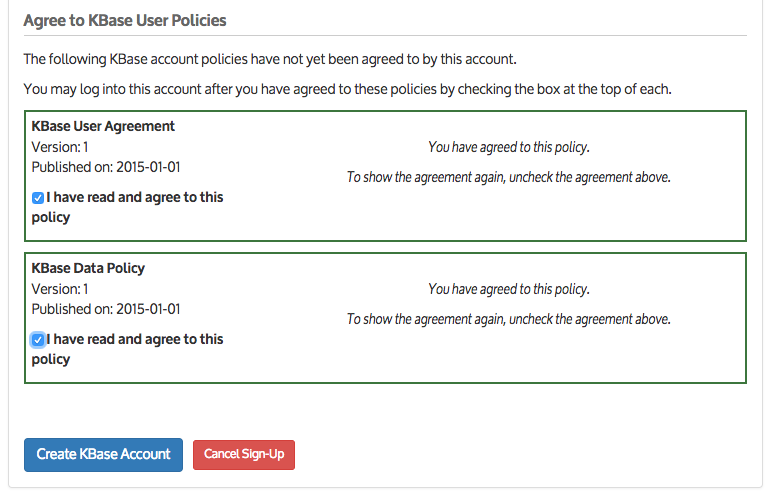 Agree to KBase User Policies
The following KBase account policies have not yet been agreed to by this account.
You may log into this account after you have agreed to these policies by checking the box at the top of each.
KBase User Agreement
Version: 1
Published on: 2015-01-01
I have read and agree to this
policy
You have agreed to this policy.
To show the agreement again, uncheck the agreement above.
KBase Data Policy
Version: 1
Published on: 2015-01-01
I have read and agree to this
policy
You have agreed to this policy.
To show the agreement again, uncheck the agreement above.
Create KBase Account
Cancel Sign-Up